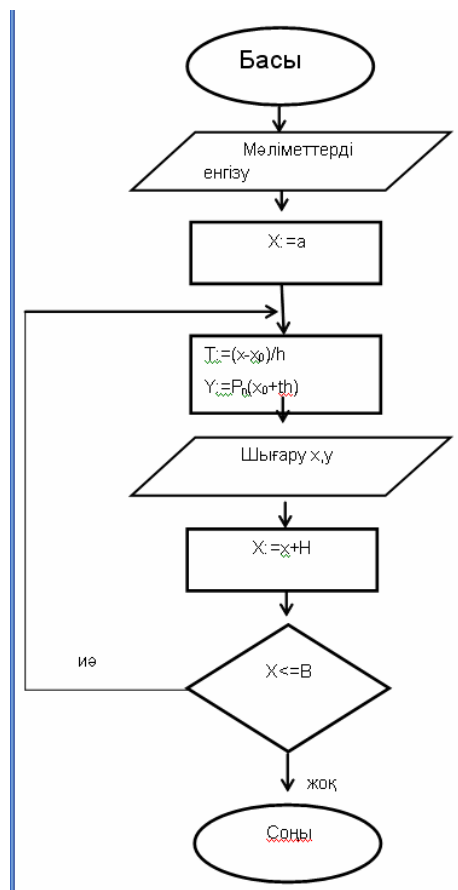 Басы
Мәліметтерді
енгізу
X:=a
T:=(x-x₀)/h
Y:=Pₙ(x₀+th)
Шығару x,y
X:=x+H
иә
X<=B
жоқ
Соңы